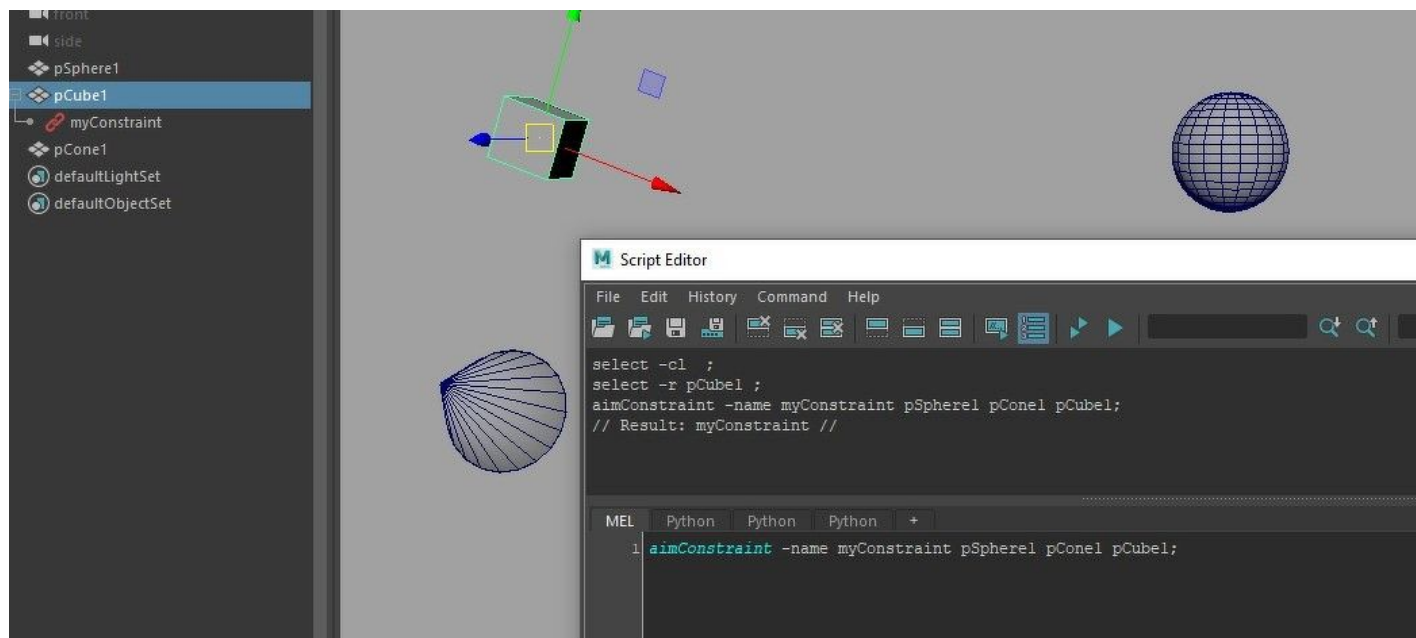 front
side
pSphere1
pCube1
myConstraint
pCone1
defaultLightSet
defaultObjectSet
M Script Editor
File Edit History Command Help
select -cl  ;
select -r pCube1 ;
aimConstraint -name myConstraint pSphere1 pCone1 pCube1;
// Result: myConstraint //
MEL Python Python Python +
1 aimConstraint -name myConstraint pSphere1 pCone1 pCube1;